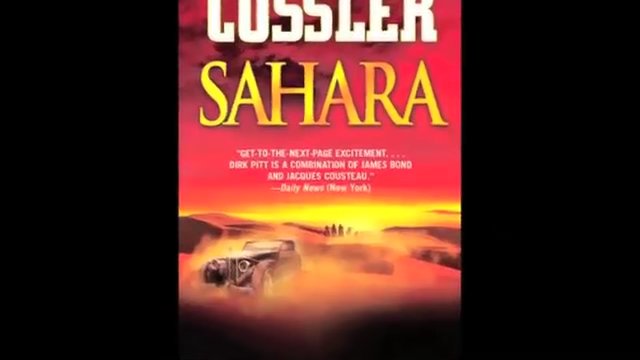 CUSSLER
SAHARA
"GET-TO-THE-NEXT-PAGE EXCITEMENT. . . .
DIRK PITT IS A COMBINATION OF JAMES BOND
AND JACQUES COUSTEAU."
—Daily News (New York)